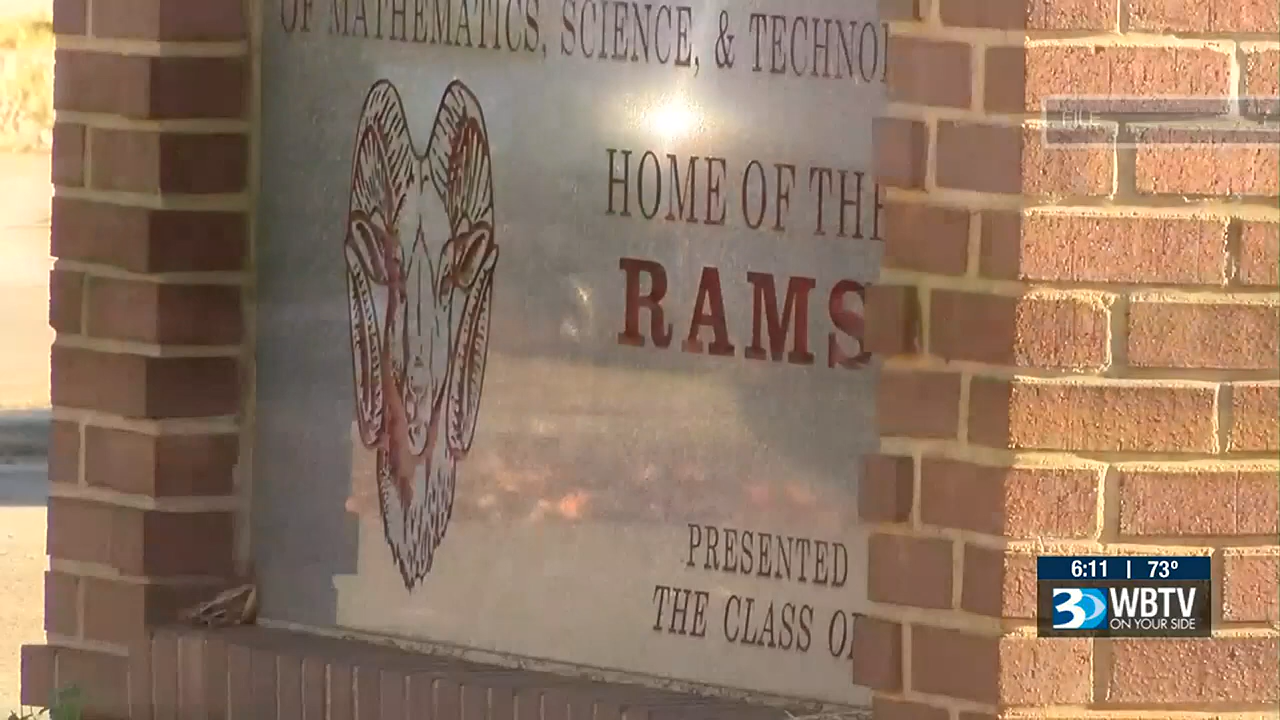 OF MATHEMATICS, SCIENCE, & TECHNO
HOME OF THE
RAMS
PRESENTED
THE CLASS O
FILE
6:11 | 73°
3 WBTV
ON YOUR SIDE